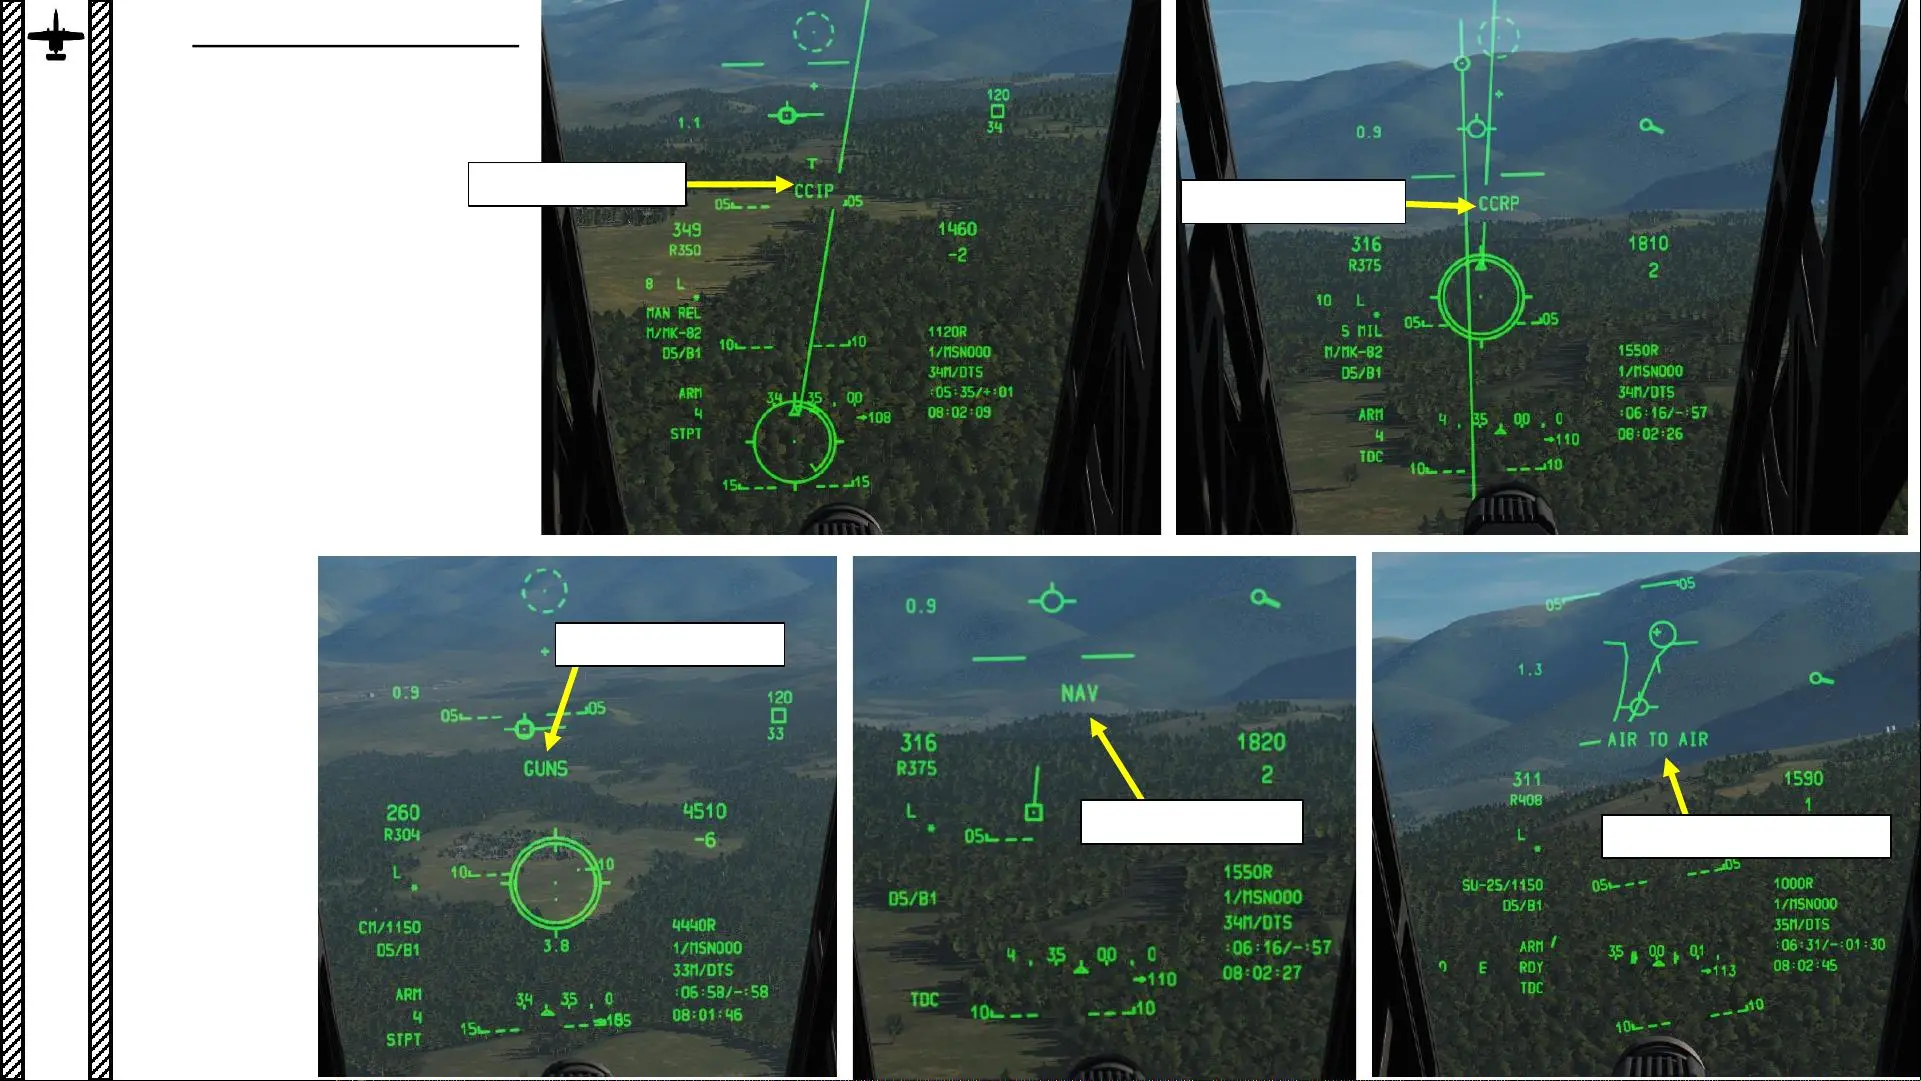 1.1
120
34
T
CCIP
05 05
349
R350
1460
-2
8 L
*
MAN REL
M/MK-82
D5/B1
10 10
1120R
1/MSN000
34M/DTS
:05:35/+:01
08:02:09
ARM
4
STPT
34 35 00
108
15 15
0.9
CCRP
316
R375
1810
2
10 L
*
5 MIL
M/MK-82
D5/B1
05 05
1550R
1/MSN000
34M/DTS
:06:16/-:57
08:02:26
ARM
4
TDC
4 35 00 0
110
10 10
0.9
120
33
05 05
GUNS
260
R304
4510
-6
L
*
10 10
CM/1150
D5/B1
3.8
4440R
1/MSN000
33M/DTS
:06:58/-:58
08:01:46
ARM
4
STPT
34 35 0
15
0.9
NAV
316
R375
1820
2
L
*
05
D5/B1
1550R
1/MSN000
34M/DTS
:06:16/-:57
08:02:27
4 35 00 0
110
TDC
10 10
05 05
1.3
AIR TO AIR
311
R408
1590
1
L
*
05 05
SU-25/1150
D5/B1
1000R
1/MSN000
35M/DTS
:06:31/-:01:30
08:02:45
ARM
E RDY
TDC
35 00 01
113
10 10